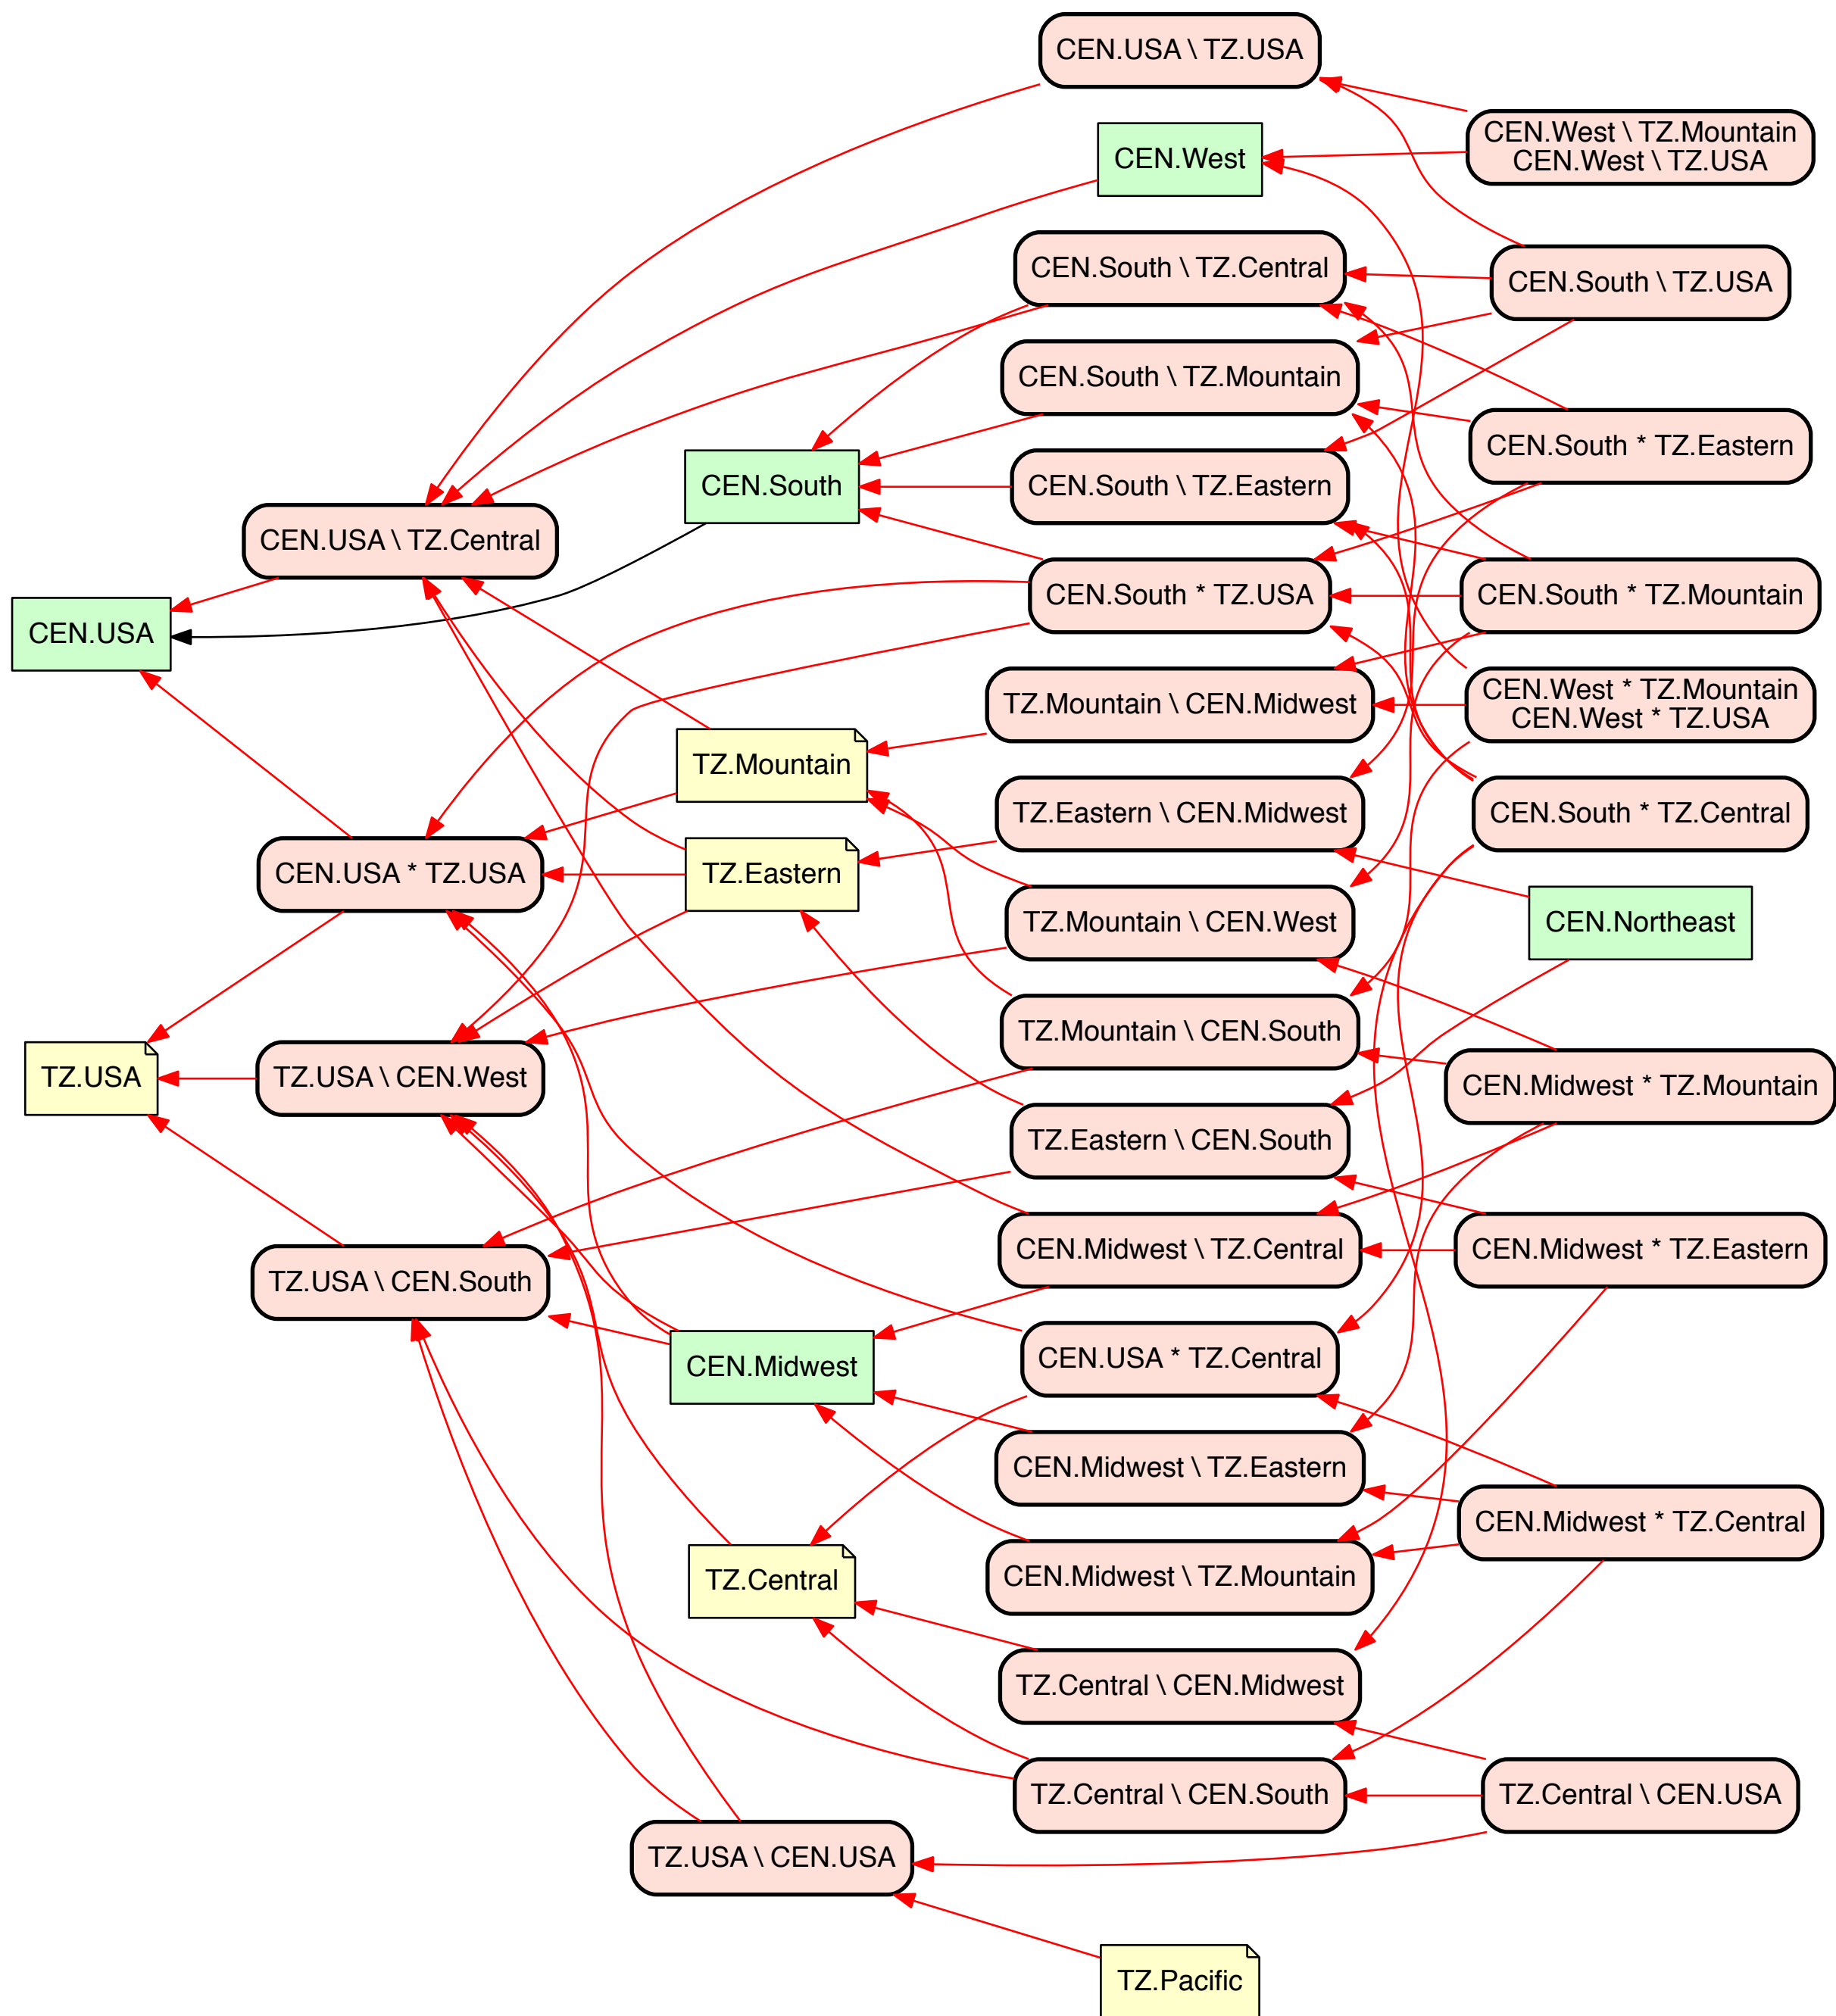 CEN.USA \ TZ.USA
CEN.West \ TZ.Mountain
CEN.West \ TZ.USA
CEN.West
CEN.South \ TZ.Central
CEN.South \ TZ.USA
CEN.South \ TZ.Mountain
CEN.South * TZ.Eastern
CEN.South
CEN.South \ TZ.Eastern
CEN.USA \ TZ.Central
CEN.South * TZ.USA
CEN.South * TZ.Mountain
CEN.USA
TZ.Mountain \ CEN.Midwest
CEN.West * TZ.Mountain
CEN.West * TZ.USA
TZ.Mountain
TZ.Eastern \ CEN.Midwest
CEN.South * TZ.Central
CEN.USA * TZ.USA
TZ.Eastern
TZ.Mountain \ CEN.West
CEN.Northeast
TZ.Mountain \ CEN.South
TZ.USA
TZ.USA \ CEN.West
CEN.Midwest * TZ.Mountain
TZ.Eastern \ CEN.South
CEN.Midwest \ TZ.Central
CEN.Midwest * TZ.Eastern
TZ.USA \ CEN.South
CEN.Midwest
CEN.USA * TZ.Central
CEN.Midwest \ TZ.Eastern
CEN.Midwest * TZ.Central
TZ.Central
CEN.Midwest \ TZ.Mountain
TZ.Central \ CEN.Midwest
TZ.Central \ CEN.South
TZ.Central \ CEN.USA
TZ.USA \ CEN.USA
TZ.Pacific